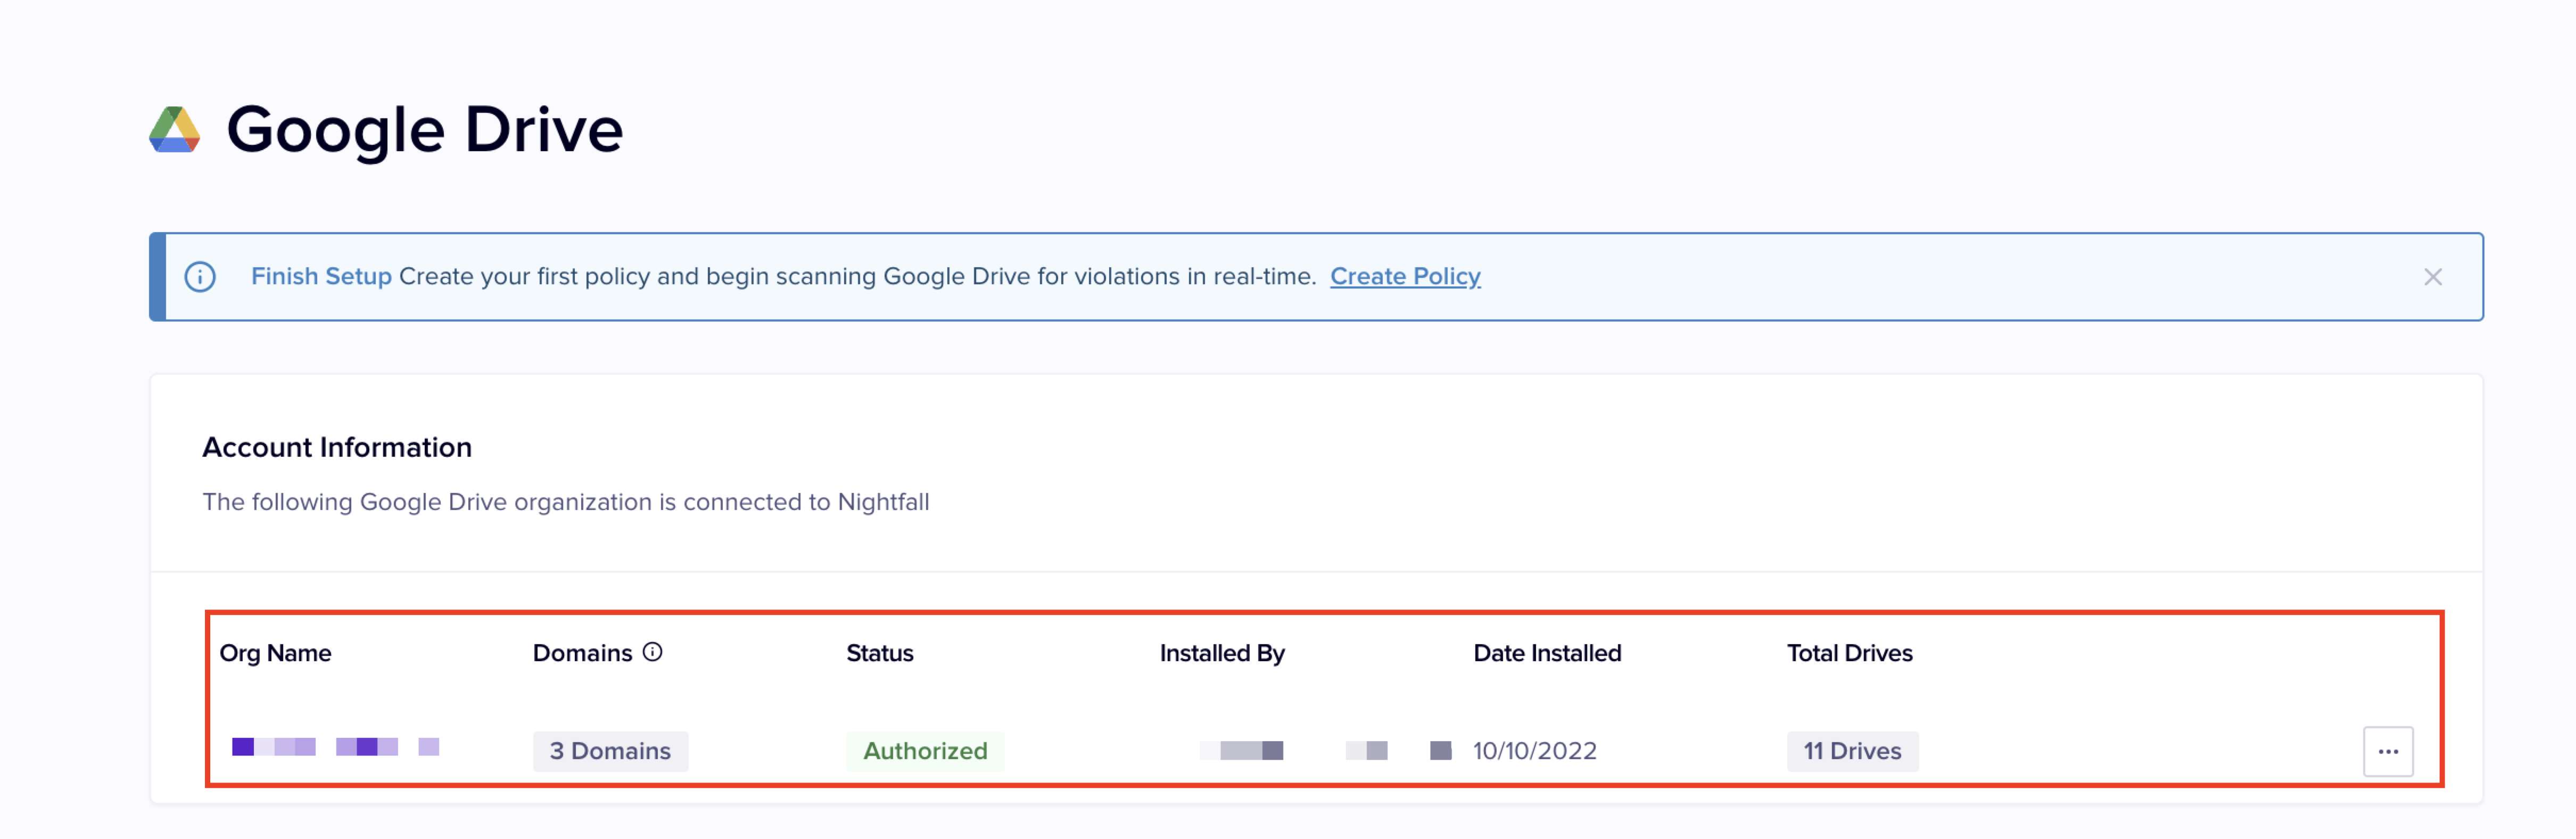 Google Drive
Finish Setup Create your first policy and begin scanning Google Drive for violations in real-time. Create Policy
Account Information
The following Google Drive organization is connected to Nightfall
Org Name Domains Status Installed By Date Installed Total Drives
3 Domains Authorized 10/10/2022 11 Drives